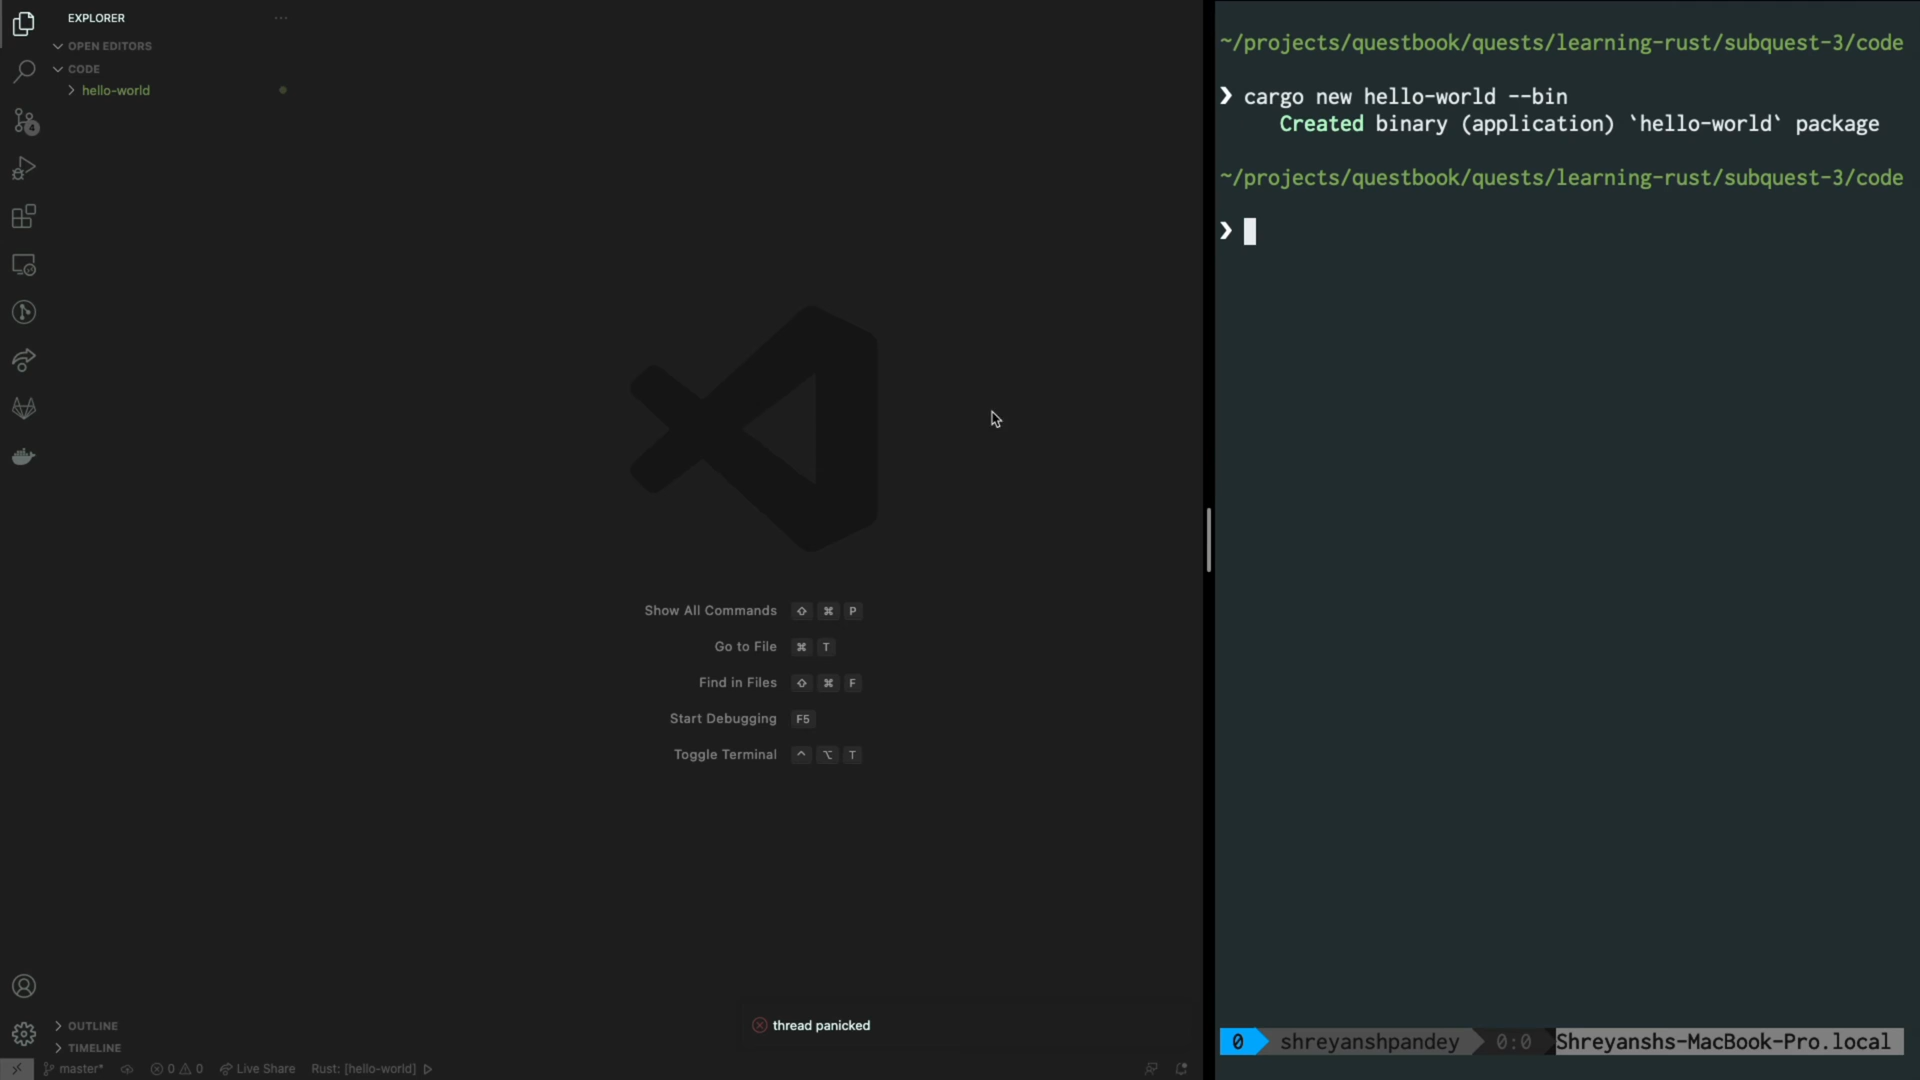 EXPLORER
OPEN EDITORS
CODE
hello-world
4
Show All Commands ⇧ ⌘ P
Go to File ⌘ T
Find in Files ⇧ ⌘ F
Start Debugging F5
Toggle Terminal ^ ⌥ T
thread panicked
OUTLINE
TIMELINE
master* 0 0 Live Share Rust: [hello-world]
~/projects/questbook/quests/learning-rust/subquest-3/code
❯ cargo new hello-world --bin
Created binary (application) `hello-world` package
~/projects/questbook/quests/learning-rust/subquest-3/code
❯
0 shreyanshpandey 0:0 Shreyanshs-MacBook-Pro.local